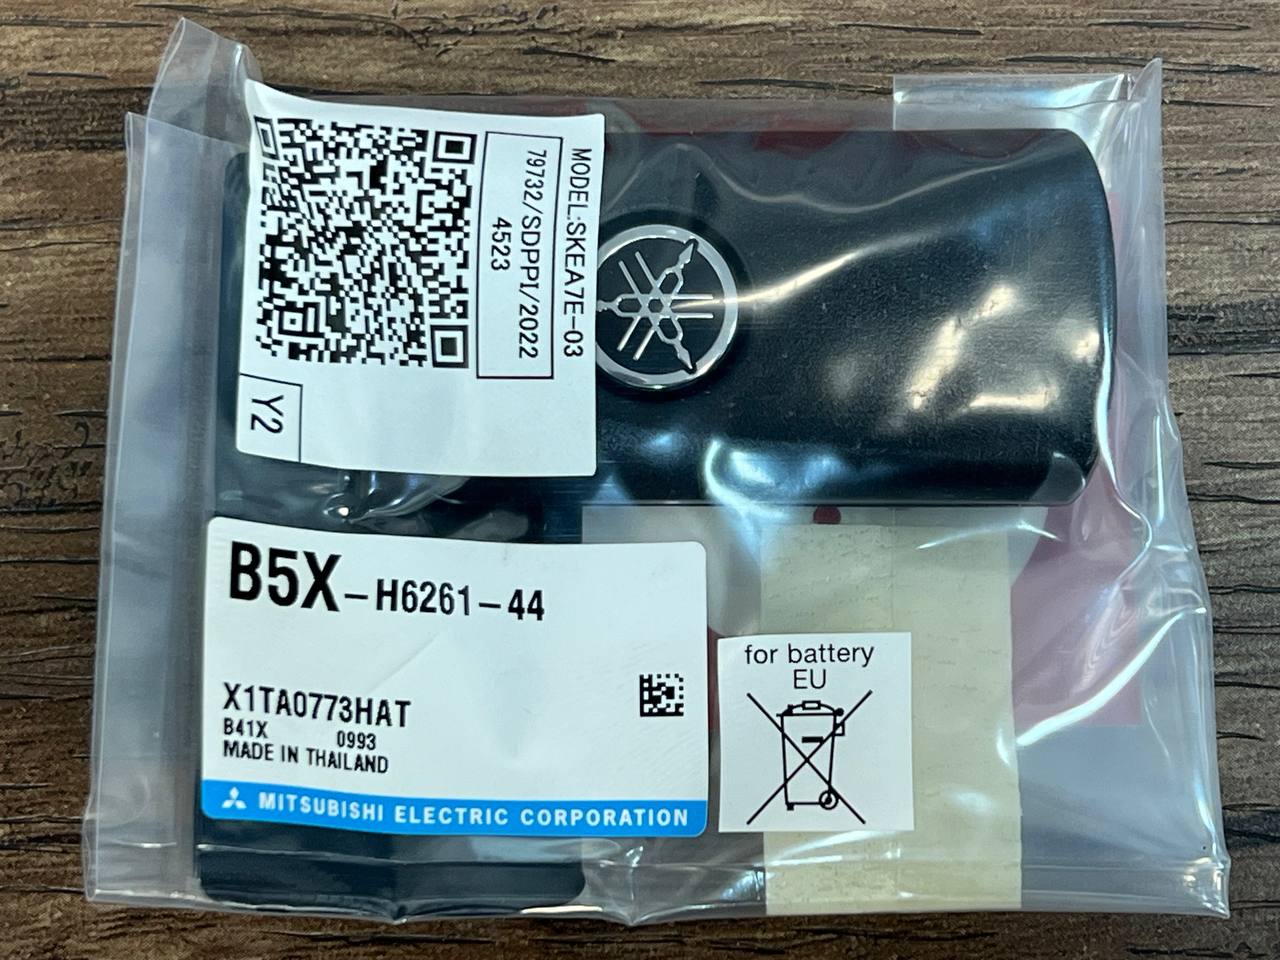 MODEL:SKEA7E-03
79732/SDPPI/2022
4523
Y2
B5X-H6261-44
X1TA0773HAT
B41X 0993
MADE IN THAILAND
MITSUBISHI ELECTRIC CORPORATION
for battery
EU